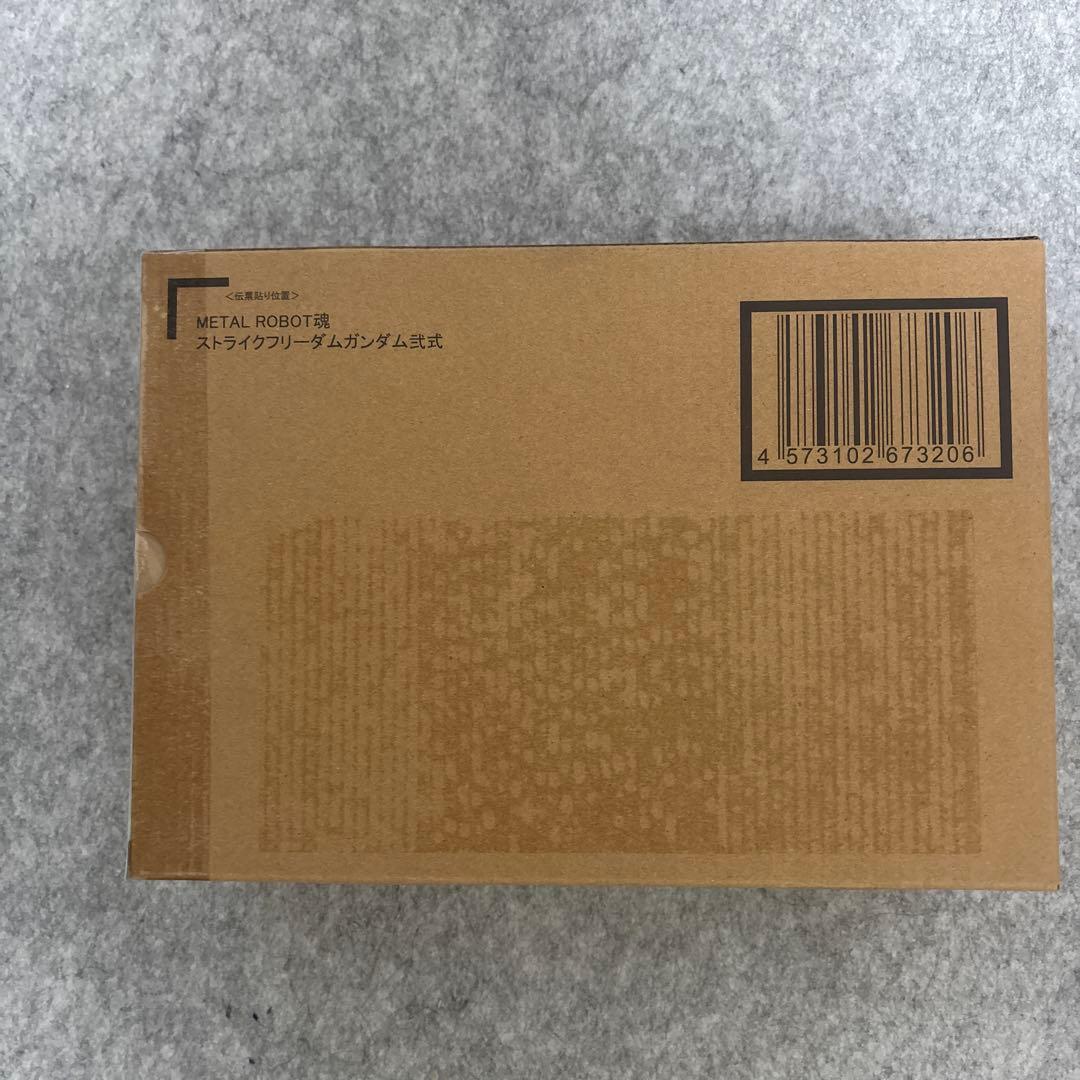 <伝票貼り位置>
METAL ROBOT魂
ストライクフリーダムガンダム弐式
4 573102 673206